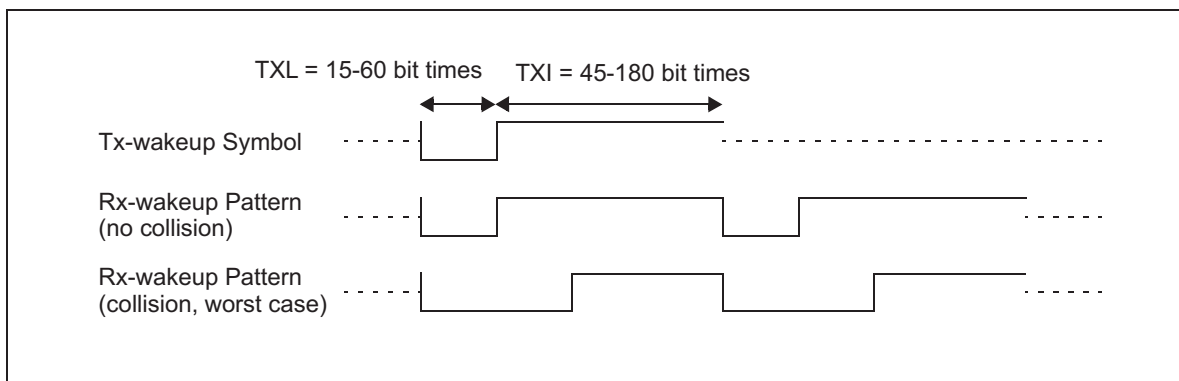 TXL = 15-60 bit times
TXI = 45-180 bit times
Tx-wakeup Symbol
Rx-wakeup Pattern
(no collision)
Rx-wakeup Pattern
(collision, worst case)